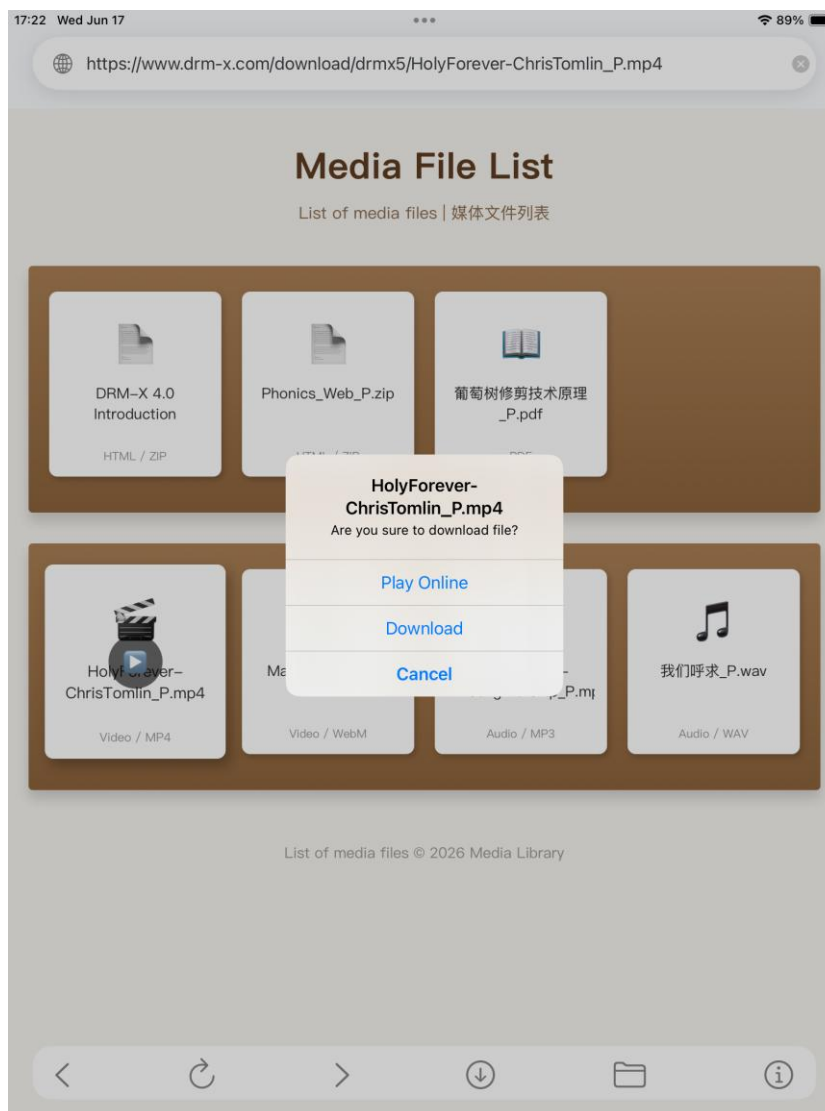 17:22 Wed Jun 17
89%
https://www.drm-x.com/download/drmx5/HolyForever-ChrisTomlin_P.mp4
Media File List
List of media files | 媒体文件列表
DRM-X 4.0
Introduction
HTML / ZIP
Phonics_Web_P.zip
葡萄树修剪技术原理
_P.pdf
HolyForever-
ChrisTomlin_P.mp4
Are you sure to download file?
Play Online
Download
Cancel
HolyForever-
ChrisTomlin_P.mp4
Video / MP4
Ma
Video / WebM
_P.mp
Audio / MP3
我们呼求_P.wav
Audio / WAV
List of media files © 2026 Media Library